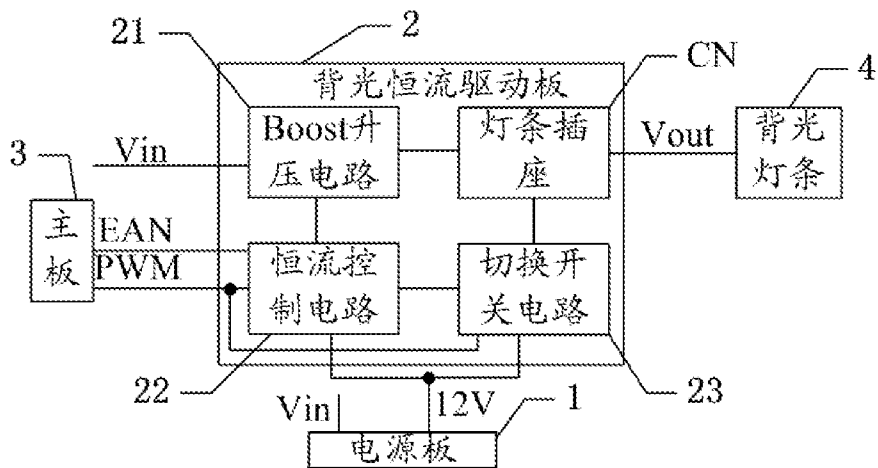 21
2
CN
4
背光恒流驱动板
3
Vin
Boost升
压电路
灯条插
座
Vout
背光
灯条
主
板
EAN
PWM
恒流控
制电路
切换开
关电路
22
Vin
12V
1
23
电源板